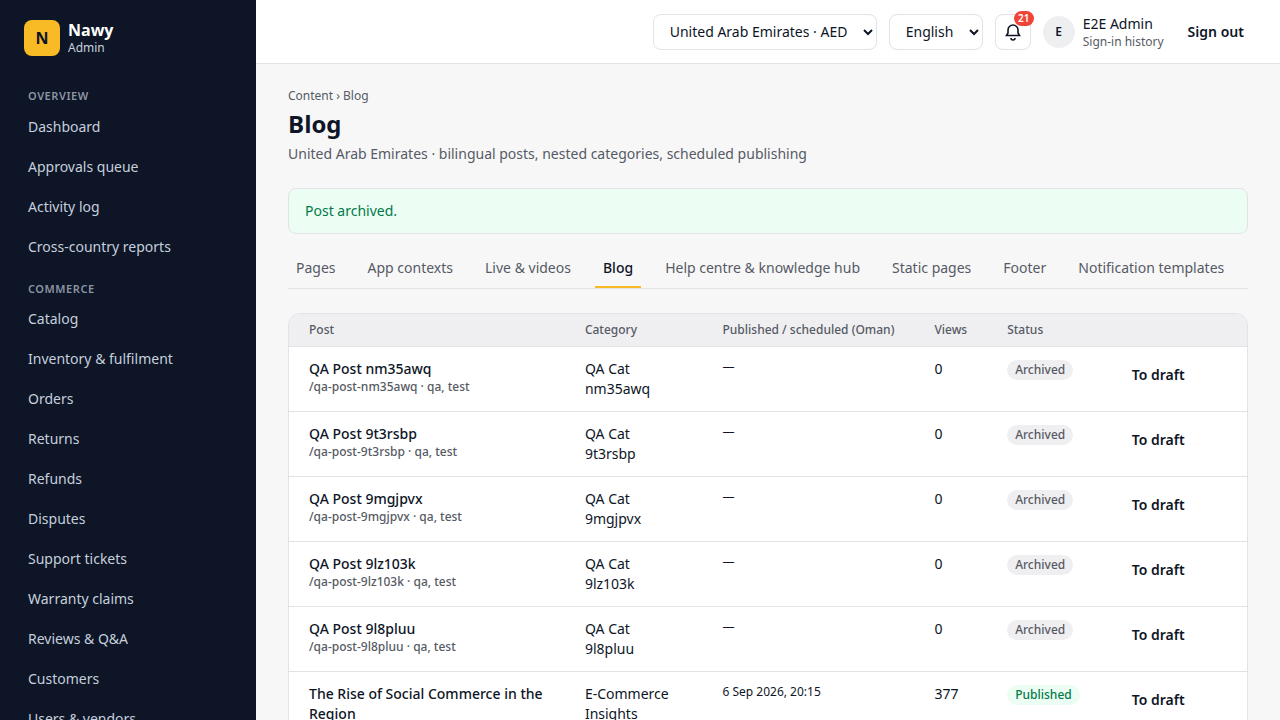 N
Nawy
Admin
OVERVIEW
Dashboard
Approvals queue
Activity log
Cross-country reports
COMMERCE
Catalog
Inventory & fulfilment
Orders
Returns
Refunds
Disputes
Support tickets
Warranty claims
Reviews & Q&A
Customers
Users & vendors
United Arab Emirates · AED
English
21
E
E2E Admin
Sign-in history
Sign out
Content › Blog
Blog
United Arab Emirates · bilingual posts, nested categories, scheduled publishing
Post archived.
Pages App contexts Live & videos Blog Help centre & knowledge hub Static pages Footer Notification templates
Post Category Published / scheduled (Oman) Views Status
QA Post nm35awq QA Cat — 0 Archived To draft
/qa-post-nm35awq · qa, test nm35awq
QA Post 9t3rsbp QA Cat — 0 Archived To draft
/qa-post-9t3rsbp · qa, test 9t3rsbp
QA Post 9mgjpvx QA Cat — 0 Archived To draft
/qa-post-9mgjpvx · qa, test 9mgjpvx
QA Post 9lz103k QA Cat — 0 Archived To draft
/qa-post-9lz103k · qa, test 9lz103k
QA Post 9l8pluu QA Cat — 0 Archived To draft
/qa-post-9l8pluu · qa, test 9l8pluu
The Rise of Social Commerce in the E-Commerce 6 Sep 2026, 20:15 377 Published To draft
Region Insights